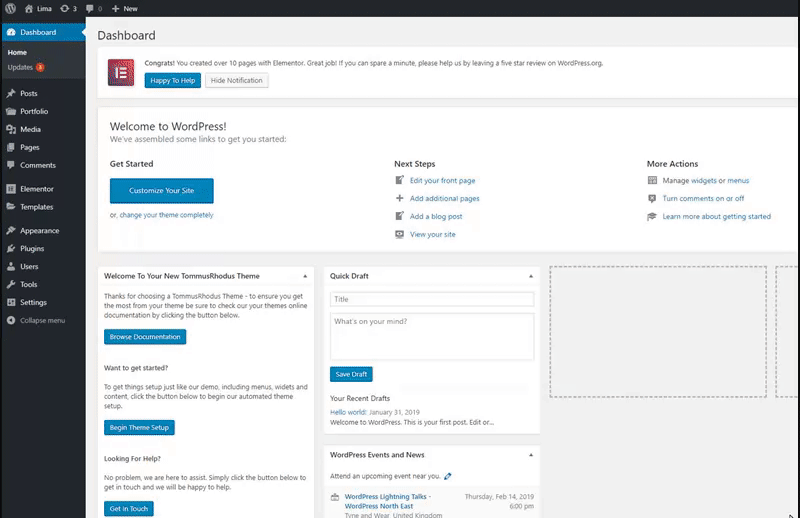 Lima 3 0 New
Dashboard
Home
Updates 3
Posts
Portfolio
Media
Pages
Comments
Elementor
Templates
Appearance
Plugins
Users
Tools
Settings
Collapse menu
Dashboard
Congrats! You created over 10 pages with Elementor. Great job! If you can spare a minute, please help us by leaving a five star review on WordPress.org.
Happy To Help Hide Notification
Welcome to WordPress!
We've assembled some links to get you started:
Get Started
Customize Your Site
or, change your theme completely
Next Steps
Edit your front page
Add additional pages
Add a blog post
View your site
More Actions
Manage widgets or menus
Turn comments on or off
Learn more about getting started
Welcome To Your New TommusRhodus Theme
Thanks for choosing a TommusRhodus Theme - to ensure you get
the most from your theme be sure to check our your themes online
documentation by clicking the button below.
Browse Documentation
Want to get started?
To get things setup just like our demo, including menus, widets and
content, click the button below to begin our automated theme
setup.
Begin Theme Setup
Looking For Help?
No problem, we are here to assist. Simply click the button below to
get in touch and we will be happy to help.
Get in Touch
Quick Draft
Title
What's on your mind?
Save Draft
Your Recent Drafts
Hello world! January 31, 2019
Welcome to WordPress. This is your first post. Edit or...
WordPress Events and News
Attend an upcoming event near you.
WordPress Lightning Talks - Thursday, Feb 14, 2019
WordPress North East 6:00 pm
Tyne and Wear, United Kingdom